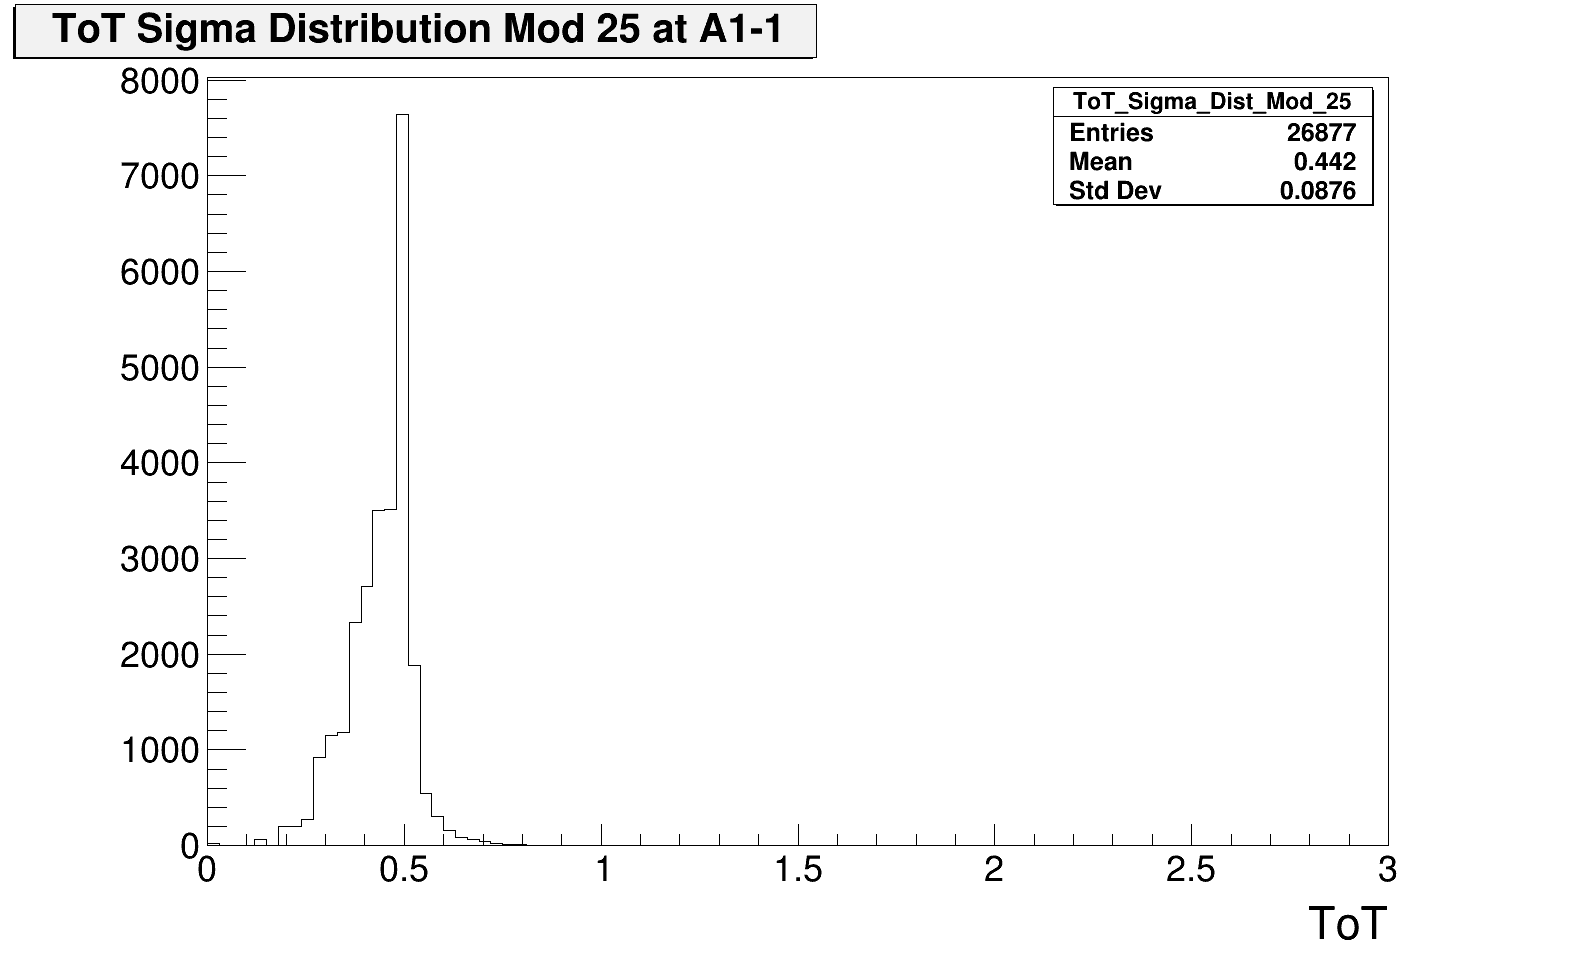 ToT Sigma Distribution Mod 25 at A1-1
ToT_Sigma_Dist_Mod_25
Entries 26877
Mean 0.442
Std Dev 0.0876
8000
7000
6000
5000
4000
3000
2000
1000
0
0 0.5 1 1.5 2 2.5 3
ToT